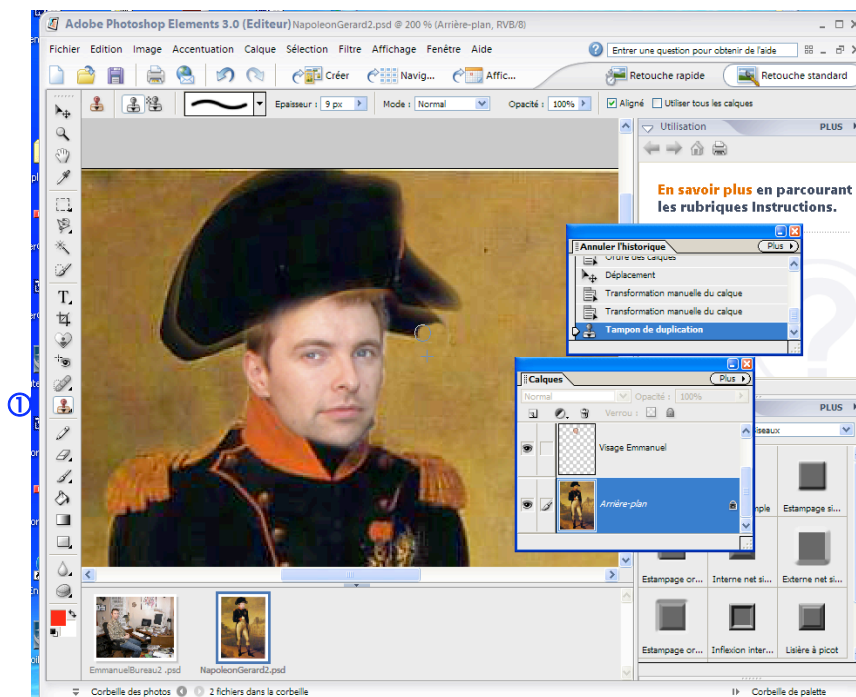 Adobe Photoshop Elements 3.0 (Editeur) NapoleonGerard2.psd @ 200 % (Arrière-plan, RVB/8)
Fichier Edition Image Accentuation Calque Sélection Filtre Affichage Fenêtre Aide
Entrer une question pour obtenir de l'aide
Créer Navig... Affic... Retouche rapide Retouche standard
Epaisseur : 9 px Mode : Normal Opacité : 100% Aligné Utiliser tous les calques
Utilisation PLUS
En savoir plus en parcourant
les rubriques Instructions.
Annuler l'historique Plus
Ordre des calques
Déplacement
Transformation manuelle du calque
Transformation manuelle du calque
Tampon de duplication
Calques Plus
Normal Opacité : 100%
Verrou :
Visage Emmanuel
Arrière-plan
1
PLUS
Estampage si...
Estampage or... Interne net si... Externe net si...
Estampage or... Inflexion inter... Lisière à picot
EmmanuelBureau2 .psd NapoleonGerard2.psd
Corbeille des photos 2 fichiers dans la corbeille Corbeille de palette